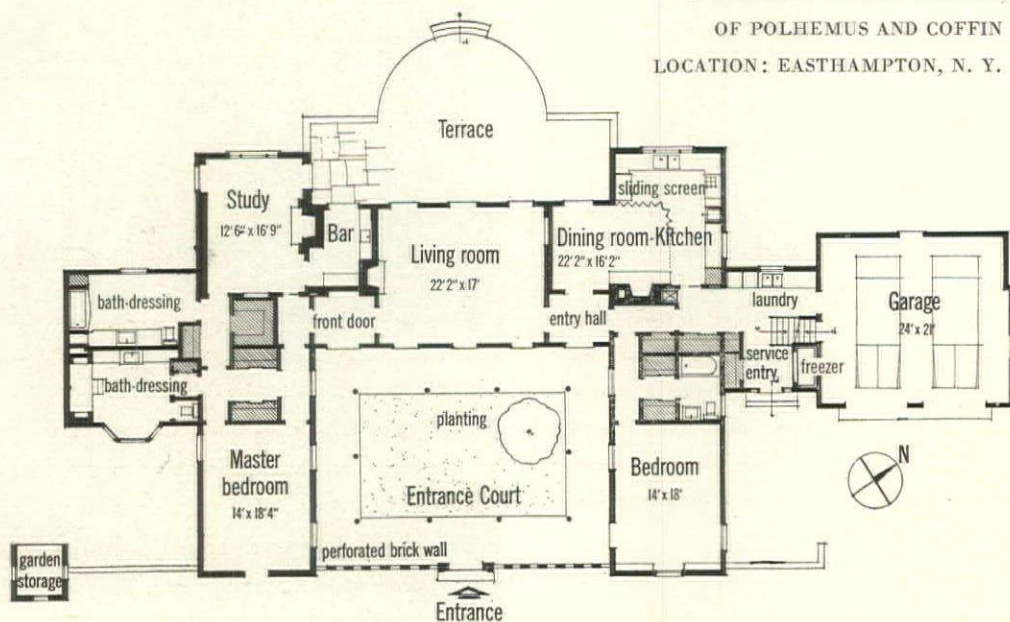 OF POLHEMUS AND COFFIN
LOCATION: EASTHAMPTON, N. Y.
Terrace
Study
12' 6" x 16' 9"
Bar
sliding screen
Dining room-Kitchen
22' 2" x 16' 2"
Living room
22' 2" x 17'
bath-dressing
front door
entry hall
laundry
Garage
24' x 21'
bath-dressing
service
entry
freezer
planting
Master
bedroom
14' x 18'4"
Entrance Court
Bedroom
14' x 18'
N
perforated brick wall
garden
storage
Entrance